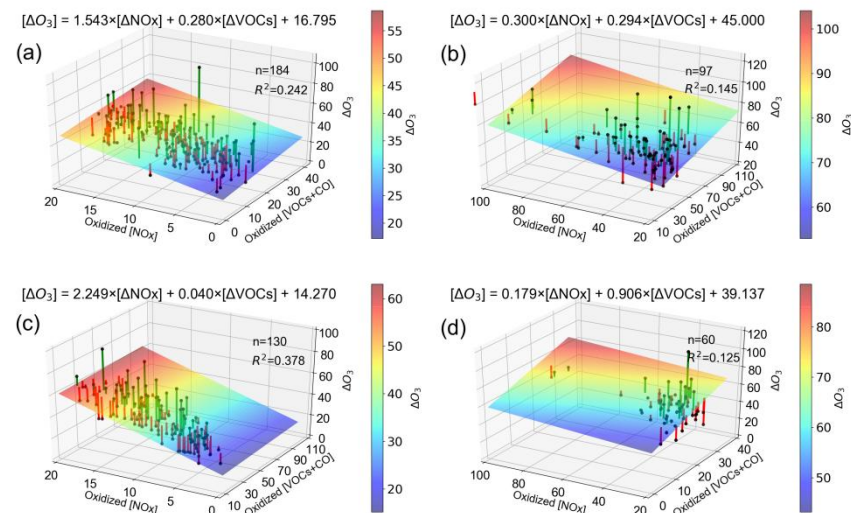 [ΔO₃] = 1.543×[ΔNOx] + 0.280×[ΔVOCs] + 16.795
(a)
n=184
R²=0.242
100
80
60
40
20
0
ΔO₃
20
15
10
5
0
Oxidized [NOx]
0
10
20
30
40
Oxidized [VOCs+CO]
55
50
45
40
35
30
25
20
ΔO₃
[ΔO₃] = 0.300×[ΔNOx] + 0.294×[ΔVOCs] + 45.000
(b)
n=97
R²=0.145
120
100
80
60
40
20
ΔO₃
100
80
60
40
20
Oxidized [NOx]
10
30
50
70
90
110
Oxidized [VOCs+CO]
100
90
80
70
60
ΔO₃
[ΔO₃] = 2.249×[ΔNOx] + 0.040×[ΔVOCs] + 14.270
(c)
n=130
R²=0.378
100
80
60
40
20
0
ΔO₃
20
15
10
5
0
Oxidized [NOx]
10
30
50
70
90
110
Oxidized [VOCs+CO]
60
50
40
30
20
ΔO₃
[ΔO₃] = 0.179×[ΔNOx] + 0.906×[ΔVOCs] + 39.137
(d)
n=60
R²=0.125
120
100
80
60
40
20
0
ΔO₃
100
80
60
40
20
Oxidized [NOx]
0
10
20
30
40
Oxidized [VOCs+CO]
80
70
60
50
ΔO₃